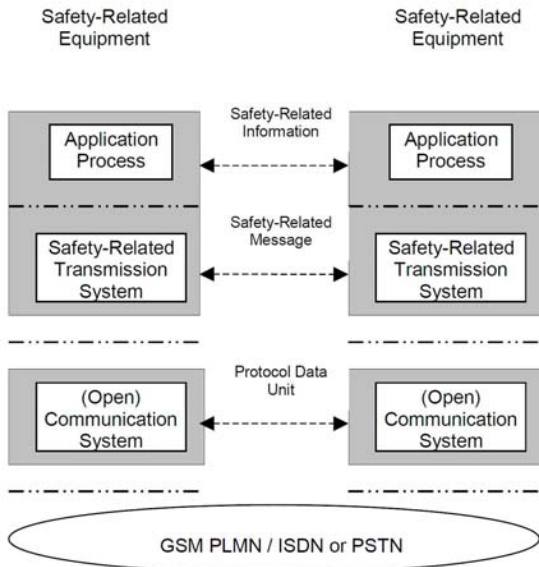 Safety-Related
Equipment
Safety-Related
Equipment
Application
Process
Safety-Related
Information
Application
Process
Safety-Related
Transmission
System
Safety-Related
Message
Safety-Related
Transmission
System
(Open)
Communication
System
Protocol Data
Unit
(Open)
Communication
System
GSM PLMN / ISDN or PSTN